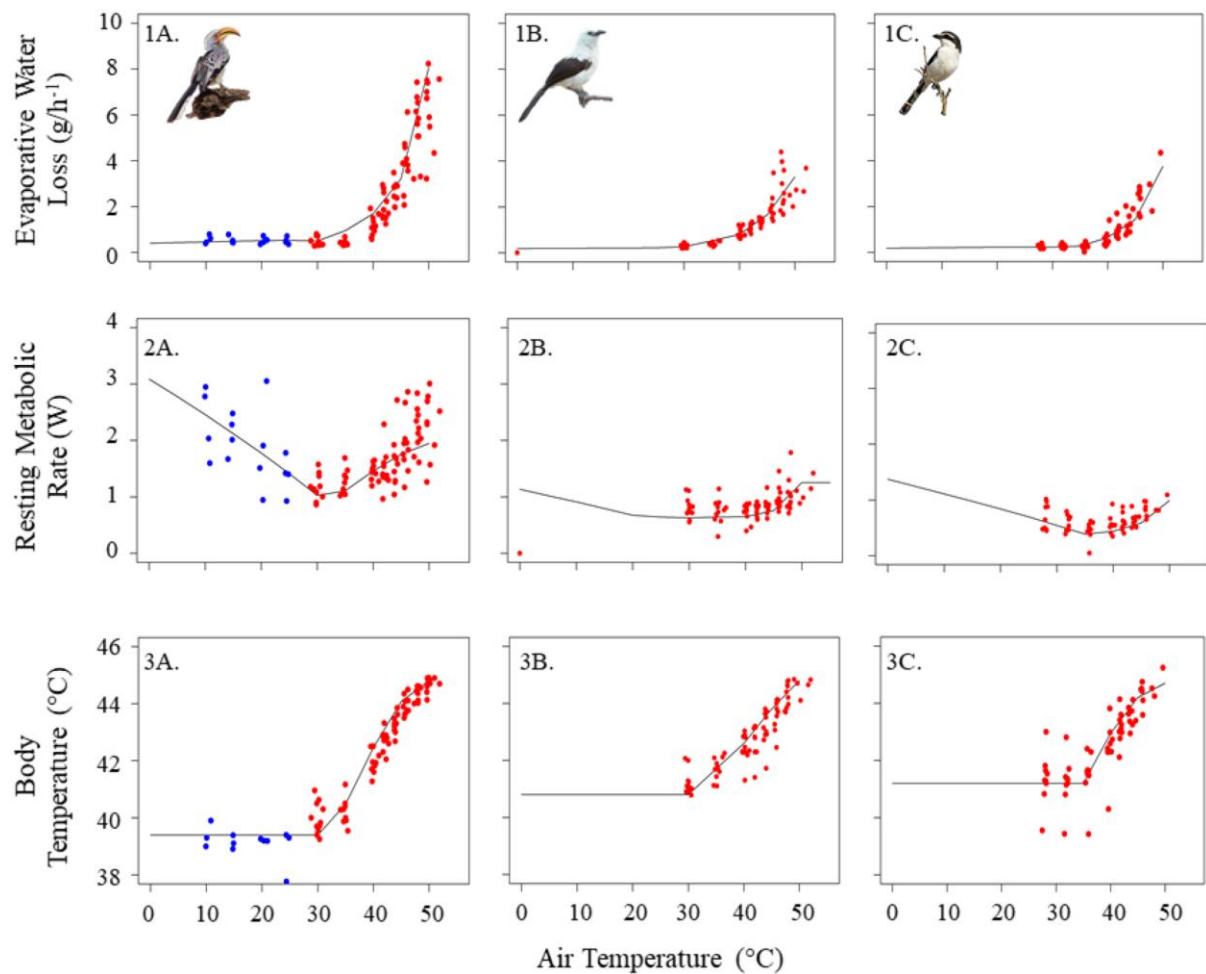 Evaporative Water
Loss (g/h⁻¹)
10
8
6
4
2
0
1A.
1B.
1C.
Resting Metabolic
Rate (W)
4
3
2
1
0
2A.
2B.
2C.
Body
Temperature (°C)
46
44
42
40
38
3A.
3B.
3C.
0 10 20 30 40 50 0 10 20 30 40 50 0 10 20 30 40 50
Air Temperature (°C)